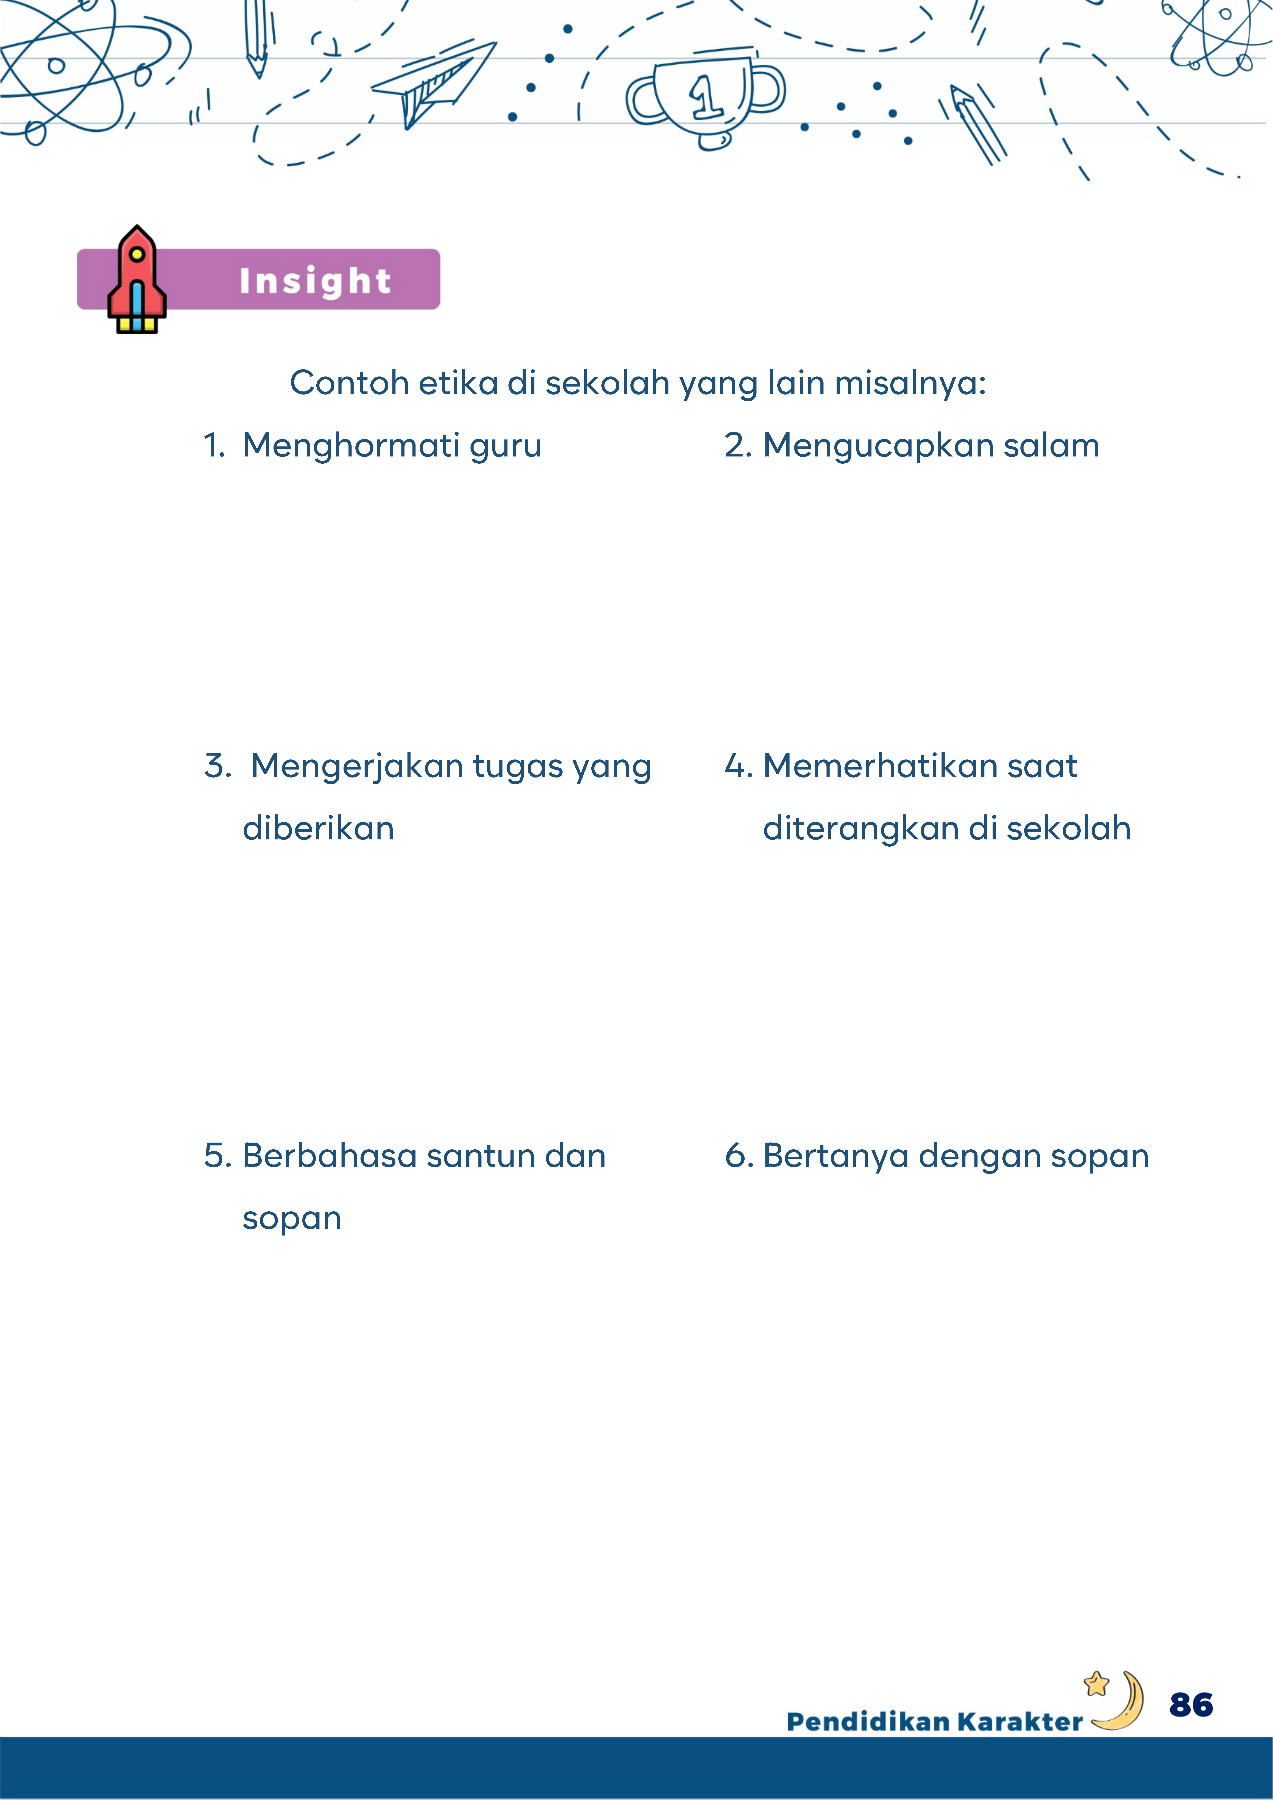 1
Insight
Contoh etika di sekolah yang lain misalnya:
1. Menghormati guru
2. Mengucapkan salam
3. Mengerjakan tugas yang
diberikan
4. Memerhatikan saat
diterangkan di sekolah
5. Berbahasa santun dan
sopan
6. Bertanya dengan sopan
Pendidikan Karakter
86